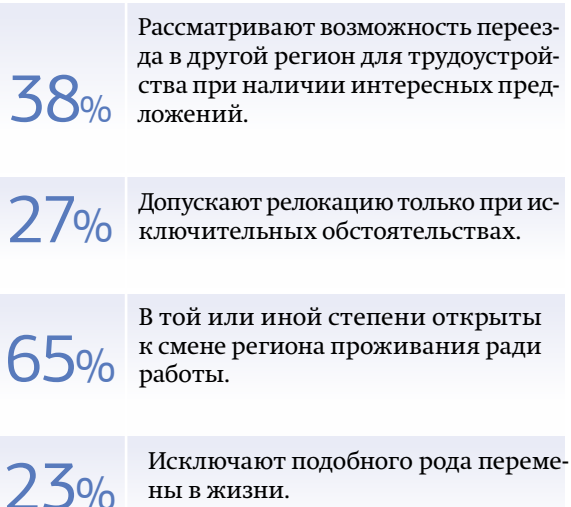 38%
Рассматривают возможность переез-
да в другой регион для трудоустрой-
ства при наличии интересных пред-
ложений.
27%
Допускают релокацию только при ис-
ключительных обстоятельствах.
65%
В той или иной степени открыты
к смене региона проживания ради
работы.
23%
Исключают подобного рода переме-
ны в жизни.